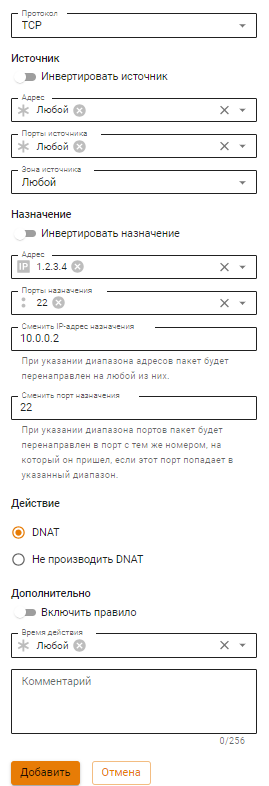 Протокол
TCP
Источник
Инвертировать источник
Адрес
Любой
Порты источника
Любой
Зона источника
Любой
Назначение
Инвертировать назначение
Адрес
IP 1.2.3.4
Порты назначения
22
Сменить IP-адрес назначения
10.0.0.2
При указании диапазона адресов пакет будет
перенаправлен на любой из них.
Сменить порт назначения
22
При указании диапазона портов пакет будет
перенаправлен в порт с тем же номером, на
который он пришел, если этот порт попадает в
указанный диапазон.
Действие
DNAT
Не производить DNAT
Дополнительно
Включить правило
Время действия
Любой
Комментарий
0/256
Добавить Отмена